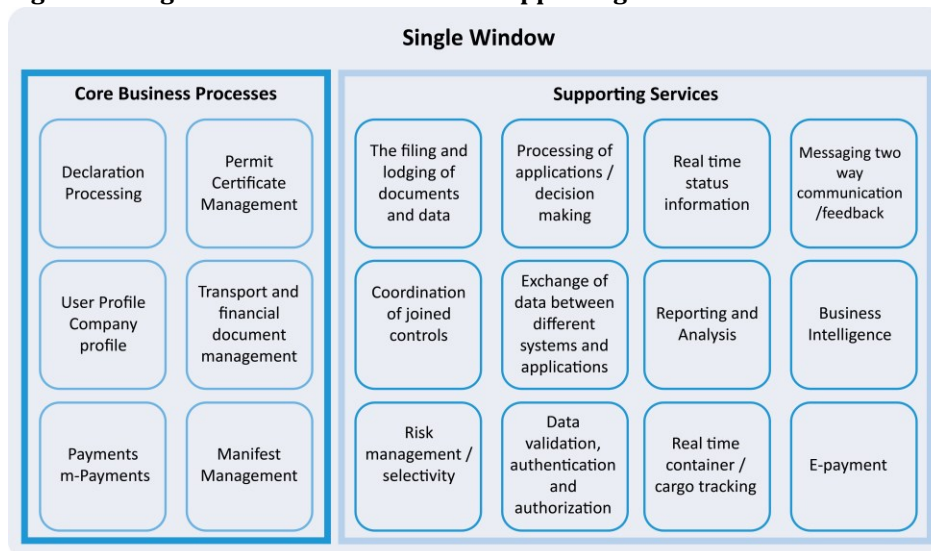 Single Window
Core Business Processes
Declaration
Processing
Permit
Certificate
Management
User Profile
Company
profile
Transport and
financial
document
management
Payments
m-Payments
Manifest
Management
Supporting Services
The filing and
lodging of
documents
and data
Processing of
applications /
decision
making
Real time
status
information
Messaging two
way
communication
/feedback
Coordination
of joined
controls
Exchange of
data between
different
systems and
applications
Reporting and
Analysis
Business
Intelligence
Risk
management /
selectivity
Data
validation,
authentication
and
authorization
Real time
container /
cargo tracking
E-payment